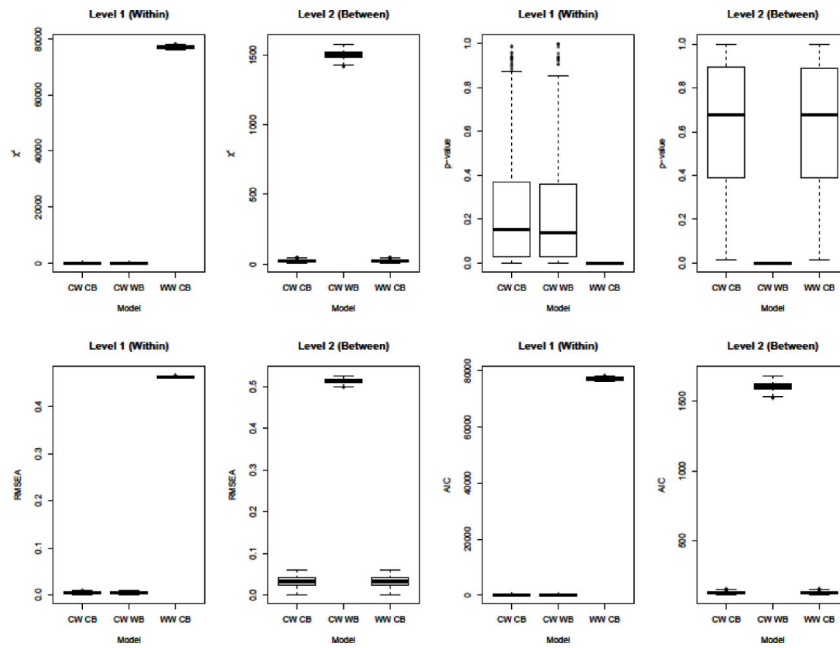 Level 1 (Within)
χ²
0
20000
40000
60000
80000
CW CB CW WB WW CB
Model
Level 2 (Between)
χ²
0
500
1000
1500
CW CB CW WB WW CB
Model
Level 1 (Within)
p-value
0.0
0.2
0.4
0.6
0.8
1.0
CW CB CW WB WW CB
Model
Level 2 (Between)
p-value
0.0
0.2
0.4
0.6
0.8
1.0
CW CB CW WB WW CB
Model
Level 1 (Within)
RMSEA
0.0
0.1
0.2
0.3
0.4
CW CB CW WB WW CB
Model
Level 2 (Between)
RMSEA
0.0
0.1
0.2
0.3
0.4
0.5
CW CB CW WB WW CB
Model
Level 1 (Within)
AIC
0
20000
40000
60000
80000
CW CB CW WB WW CB
Model
Level 2 (Between)
AIC
500
1000
1500
CW CB CW WB WW CB
Model